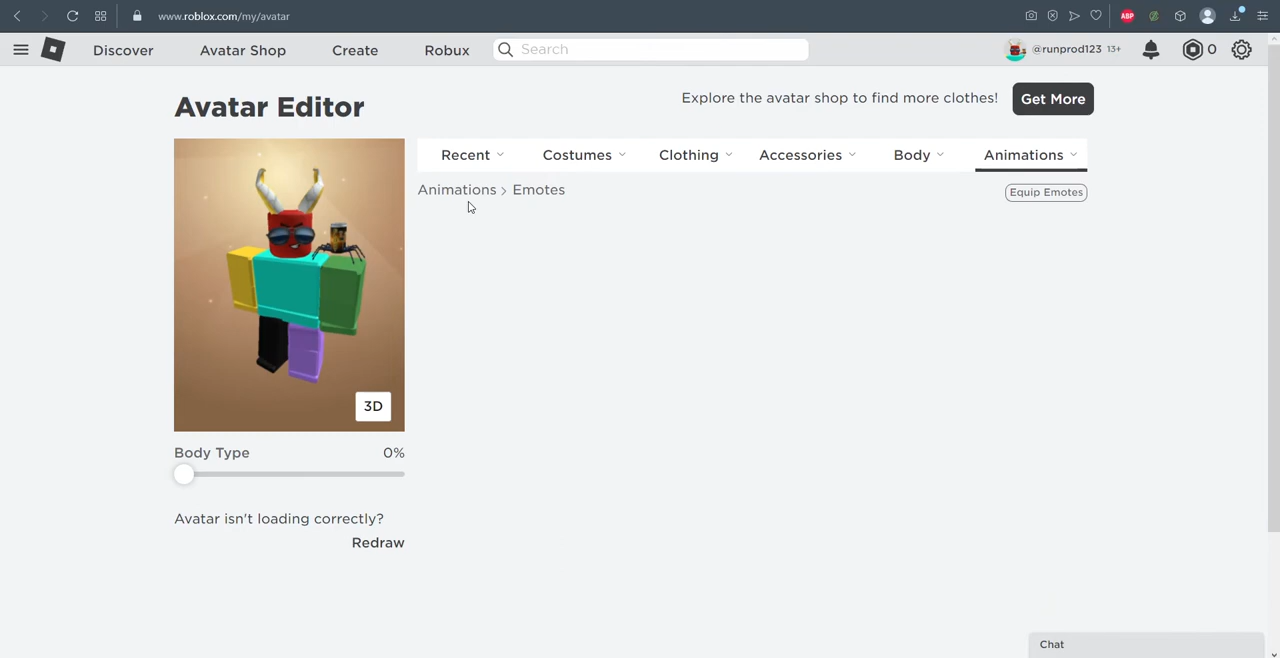 www.roblox.com/my/avatar
ABP
Discover
Avatar Shop
Create
Robux
Search
@runprod123 13+
0
Avatar Editor
Explore the avatar shop to find more clothes!
Get More
Recent
Costumes
Clothing
Accessories
Body
Animations
Animations > Emotes
Equip Emotes
3D
Body Type 0%
Avatar isn't loading correctly?
Redraw
Chat